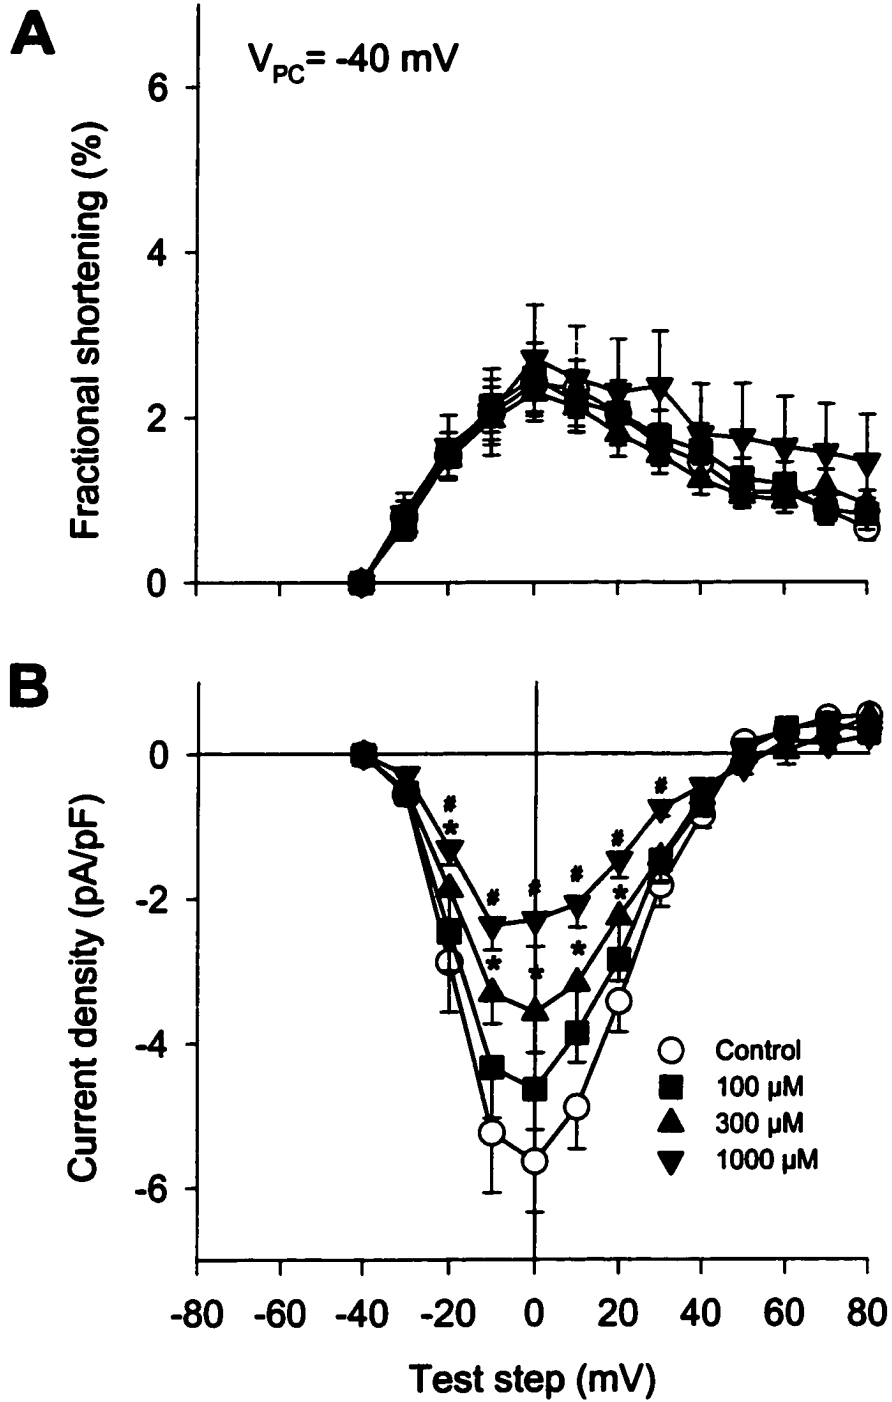 A
V_PC= -40 mV
Fractional shortening (%)
6
4
2
0
B
Current density (pA/pF)
0
-2
-4
-6
#
*
#
*
#
*
#
*
#
*
#
Control
100 µM
300 µM
1000 µM
-80 -60 -40 -20 0 20 40 60 80
Test step (mV)